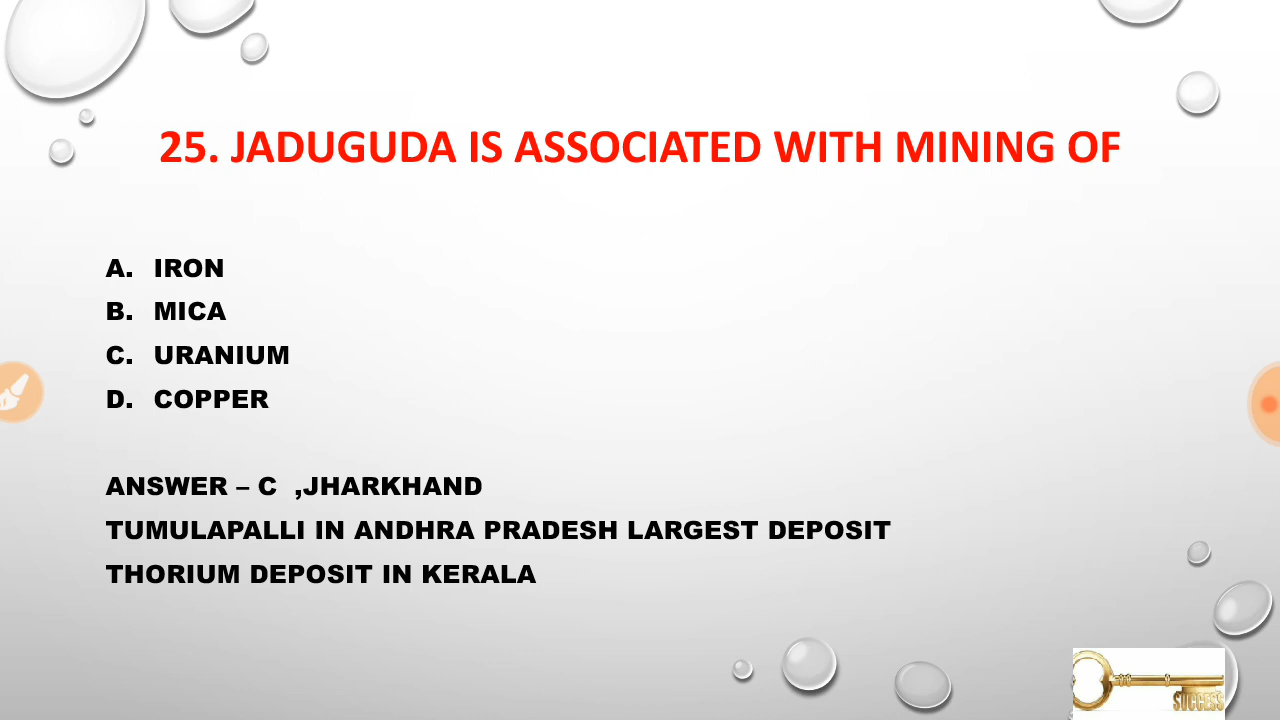 25. JADUGUDA IS ASSOCIATED WITH MINING OF
A. IRON
B. MICA
C. URANIUM
D. COPPER
ANSWER – C ,JHARKHAND
TUMULAPALLI IN ANDHRA PRADESH LARGEST DEPOSIT
THORIUM DEPOSIT IN KERALA
SUCCESS